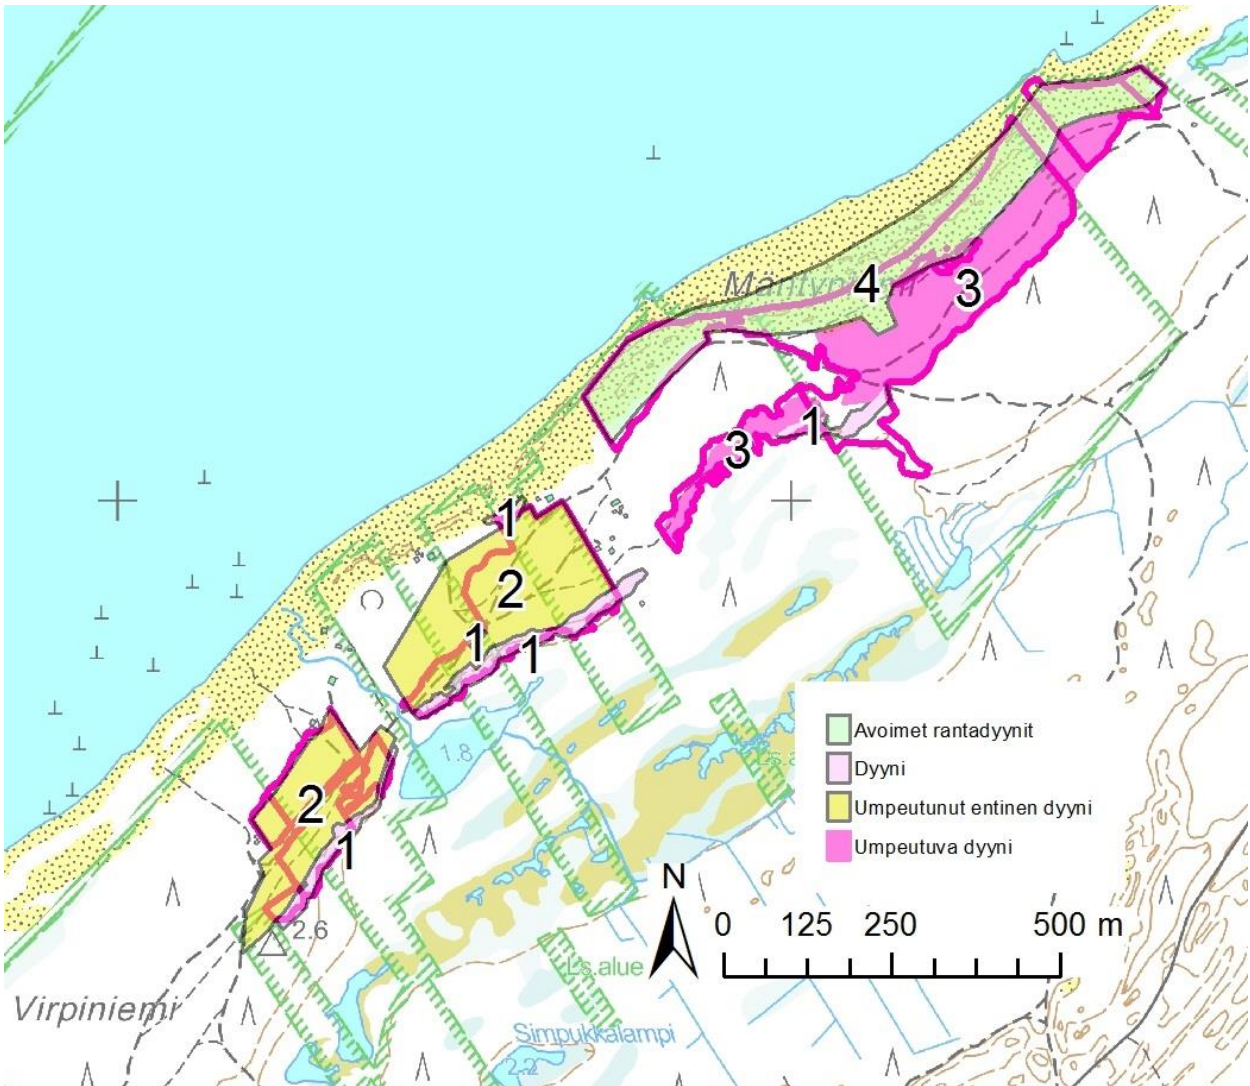 4
3
1
3
1
2
1
1
1.8
Avoimet rantadyynit
Dyyni
Umpeutunut entinen dyyni
Umpeutuva dyyni
2
1
N
2.6
0 125 250 500 m
Ls.alue
Virpiniemi
Simpukkalampi
2.2